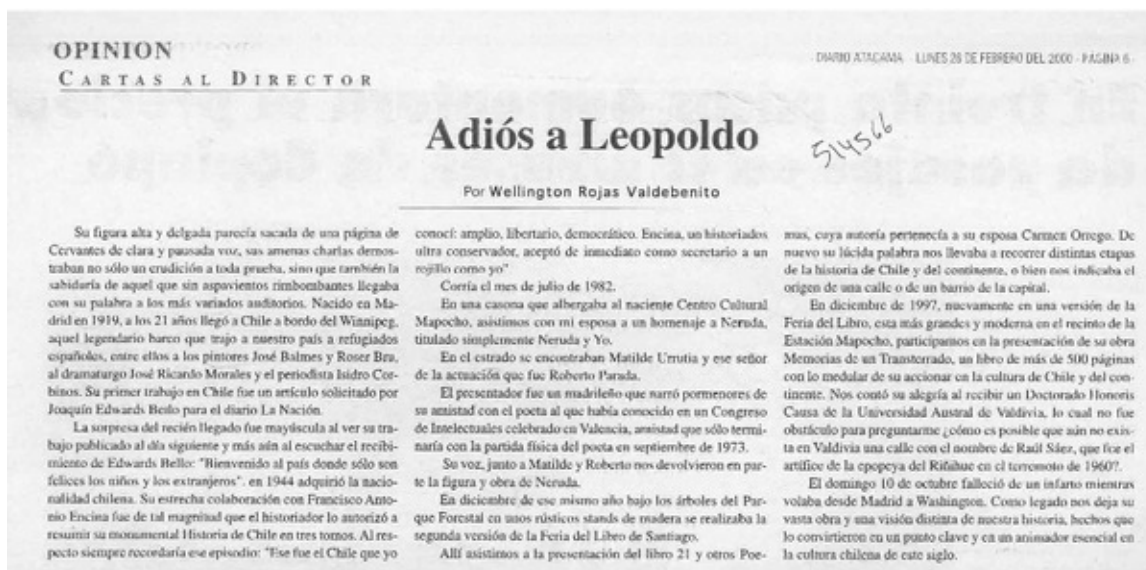 OPINION
CARTAS AL DIRECTOR
DIARIO ATACAMA LUNES 28 DE FEBRERO DEL 2000 - PAGINA 6
Adiós a Leopoldo
514566
Por Wellington Rojas Valdebenito
Su figura alta y delgada parecía sacada de una página de
Cervantes de clara y pausada voz, sus amenas charlas demos-
traban no sólo un erudición a toda prueba, sino que también la
sabiduría de aquel que sin aspavientos rimbombantes llegaba
con su palabra a los más variados auditorios. Nacido en Ma-
drid en 1919, a los 21 años llegó a Chile a bordo del Winnipeg,
aquel legendario barco que trajo a nuestro país a refugiados
españoles, entre ellos a los pintores José Balmes y Roser Bru,
al dramaturgo José Ricardo Morales y el periodista Isidro Cor-
binos. Su primer trabajo en Chile fue un artículo solicitado por
Joaquín Edwards Bello para el diario La Nación.
La sorpresa del recién llegado fue mayúscula al ver su tra-
bajo publicado al día siguiente y más aún al escuchar el recibi-
miento de Edwards Bello: "Bienvenido al país donde sólo son
felices los niños y los extranjeros". en 1944 adquirió la nacio-
nalidad chilena. Su estrecha colaboración con Francisco Anto-
nio Encina fue de tal magnitud que el historiador lo autorizó a
resumir su monumental Historia de Chile en tres tomos. Al res-
pecto siempre recordaría ese episodio: "Ese fue el Chile que yo
conocí: amplio, libertario, democrático. Encina, un historiados
ultra conservador, aceptó de inmediato como secretario a un
rojillo como yo"
Corría el mes de julio de 1982.
En una casona que albergaba al naciente Centro Cultural
Mapocho, asistimos con mi esposa a un homenaje a Neruda,
titulado simplemente Neruda y Yo.
En el estrado se encontraban Matilde Urrutia y ese señor
de la actuación que fue Roberto Parada.
El presentador fue un madrileño que narró pormenores de
su amistad con el poeta al que había conocido en un Congreso
de Intelectuales celebrado en Valencia, amistad que sólo termi-
naría con la partida física del poeta en septiembre de 1973.
Su voz, junto a Matilde y Roberto nos devolvieron en par-
te la figura y obra de Neruda.
En diciembre de ese mismo año bajo los árboles del Par-
que Forestal en unos rústicos stands de madera se realizaba la
segunda versión de la Feria del Libro de Santiago.
Allí asistimos a la presentación del libro 21 y otros Poe-
mas, cuya autoría pertenecía a su esposa Carmen Orrego. De
nuevo su lúcida palabra nos llevaba a recorrer distintas etapas
de la historia de Chile y del continente, o bien nos indicaba el
origen de una calle o de un barrio de la capital.
En diciembre de 1997, nuevamente en una versión de la
Feria del Libro, esta más grandes y moderna en el recinto de la
Estación Mapocho, participamos en la presentación de su obra
Memorias de un Transterrado, un libro de más de 500 páginas
con lo medular de su accionar en la cultura de Chile y del con-
tinente. Nos contó su alegría al recibir un Doctorado Honoris
Causa de la Universidad Austral de Valdivia, lo cual no fue
obstáculo para preguntarme ¿cómo es posible que aún no exis-
ta en Valdivia una calle con el nombre de Raúl Sáez, que fue el
artífice de la epopeya del Riñihue en el terremoto de 1960?.
El domingo 10 de octubre falleció de un infarto mientras
volaba desde Madrid a Washington. Como legado nos deja su
vasta obra y una visión distinta de nuestra historia, hechos que
lo convirtieron en un punto clave y en un animador esencial en
la cultura chilena de este siglo.